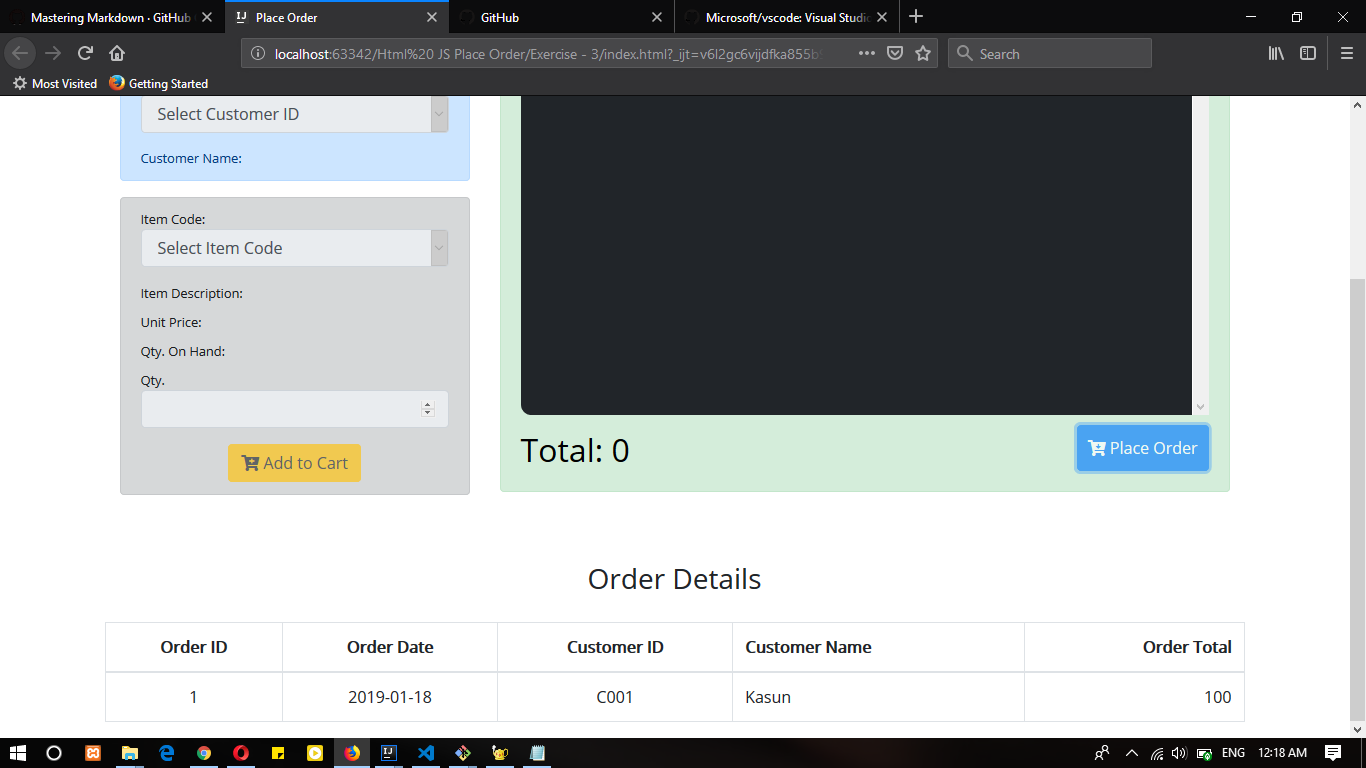 Mastering Markdown · GitHub
Place Order
GitHub
Microsoft/vscode: Visual Studio
localhost:63342/Html%20 JS Place Order/Exercise - 3/index.html?_ijt=v6l2gc6vijdfka855b
Search
Most Visited
Getting Started
Select Customer ID
Customer Name:
Item Code:
Select Item Code
Item Description:
Unit Price:
Qty. On Hand:
Qty.
Add to Cart
Total: 0
Place Order
Order Details
Order ID Order Date Customer ID Customer Name Order Total
1 2019-01-18 C001 Kasun 100
ENG 12:18 AM